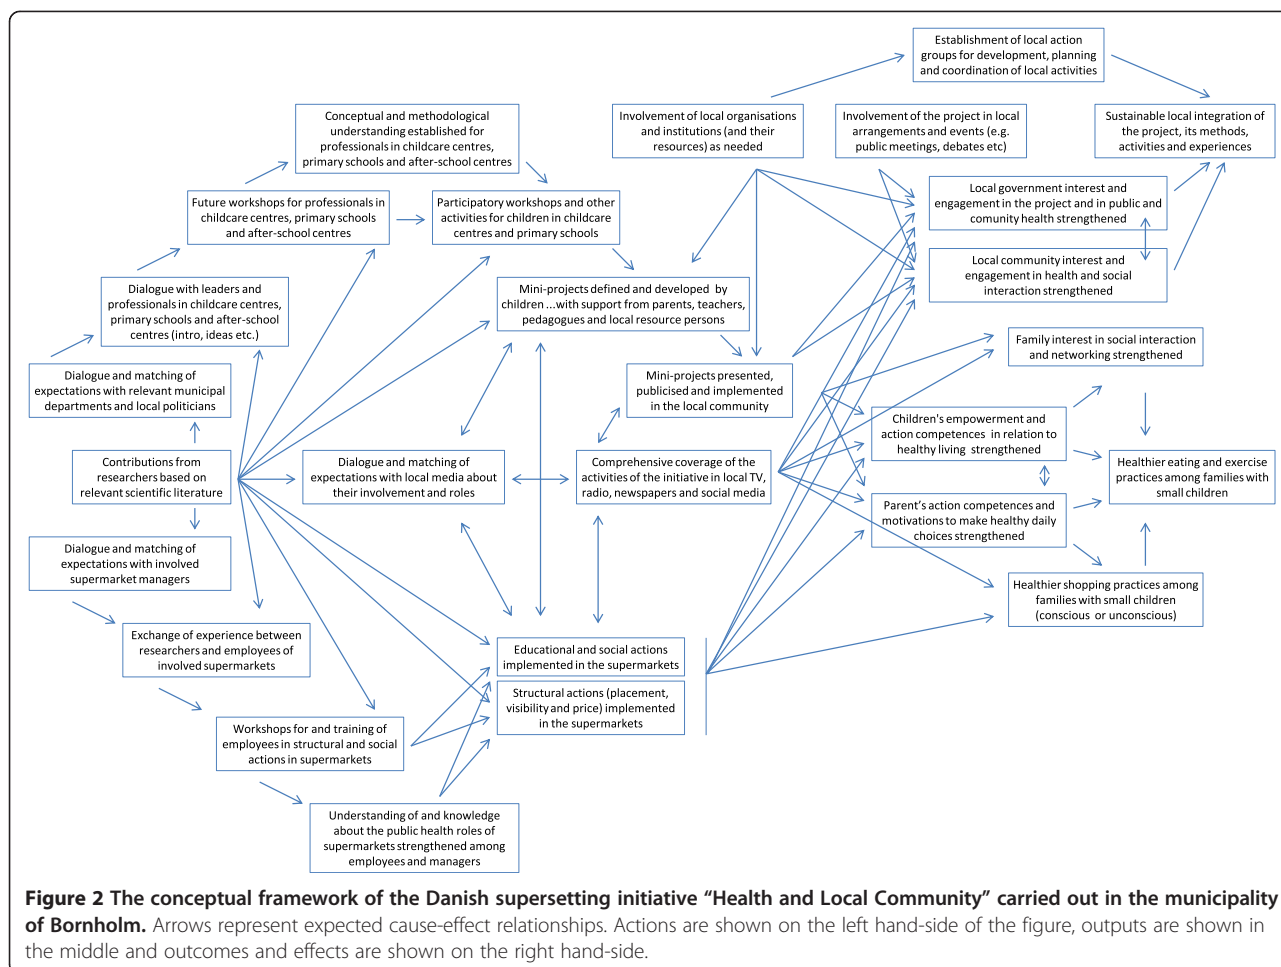 Establishment of local action
groups for development, planning
and coordination of local activities
Conceptual and methodological
understanding established for
professionals in childcare centres,
primary schools and after-school centres
Involvement of local organisations
and institutions (and their
resources) as needed
Involvement of the project in local
arrangements and events (e.g.
public meetings, debates etc)
Sustainable local integration of
the project, its methods,
activities and experiences
Future workshops for professionals in
childcare centres, primary schools
and after-school centres
Participatory workshops and other
activities for children in childcare
centres and primary schools
Local government interest and
engagement in the project and in public and
comunity health strengthened
Local community interest and
engagement in health and social
interaction strengthened
Dialogue with leaders and
professionals in childcare centres,
primary schools and after-school
centres (intro, ideas etc.)
Mini-projects defined and developed by
children ...with support from parents, teachers,
pedagogues and local resource persons
Family interest in social interaction
and networking strengthened
Dialogue and matching of
expectations with relevant municipal
departments and local politicians
Mini-projects presented,
publicised and implemented
in the local community
Children's empowerment and
action competences in relation to
healthy living strengthened
Contributions from
researchers based on
relevant scientific literature
Dialogue and matching of
expectations with local media about
their involvement and roles
Comprehensive coverage of the
activities of the initiative in local TV,
radio, newspapers and social media
Healthier eating and exercise
practices among families with
small children
Parent's action competences and
motivations to make healthy daily
choices strengthened
Dialogue and matching of
expectations with involved
supermarket managers
Healthier shopping practices among
families with small children
(conscious or unconscious)
Exchange of experience between
researchers and employees of
involved supermarkets
Educational and social actions
implemented in the supermarkets
Structural actions (placement,
visibility and price) implemented
in the supermarkets
Workshops for and training of
employees in structural and social
actions in supermarkets
Understanding of and knowledge
about the public health roles of
supermarkets strengthened among
employees and managers
Figure 2 The conceptual framework of the Danish supersetting initiative “Health and Local Community” carried out in the municipality
of Bornholm. Arrows represent expected cause-effect relationships. Actions are shown on the left hand-side of the figure, outputs are shown in
the middle and outcomes and effects are shown on the right hand-side.